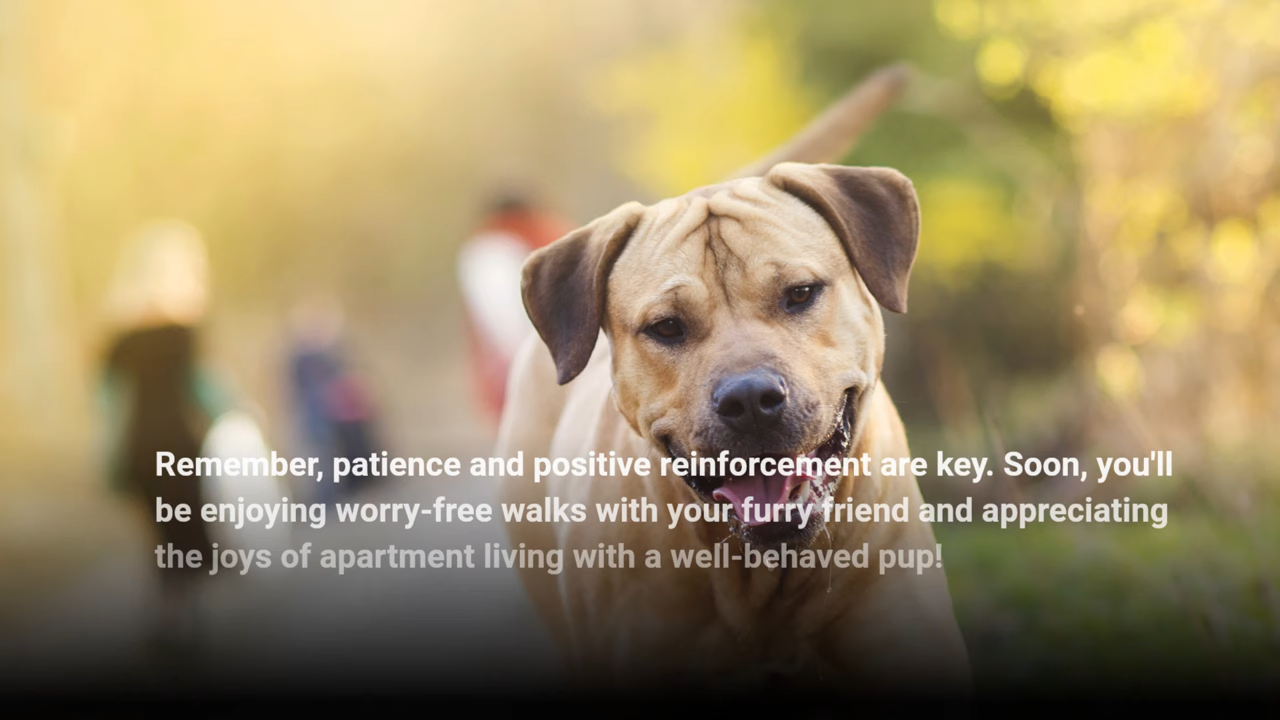 Remember, patience and positive reinforcement are key. Soon, you'll
be enjoying worry-free walks with your furry friend and appreciating
the joys of apartment living with a well-behaved pup!